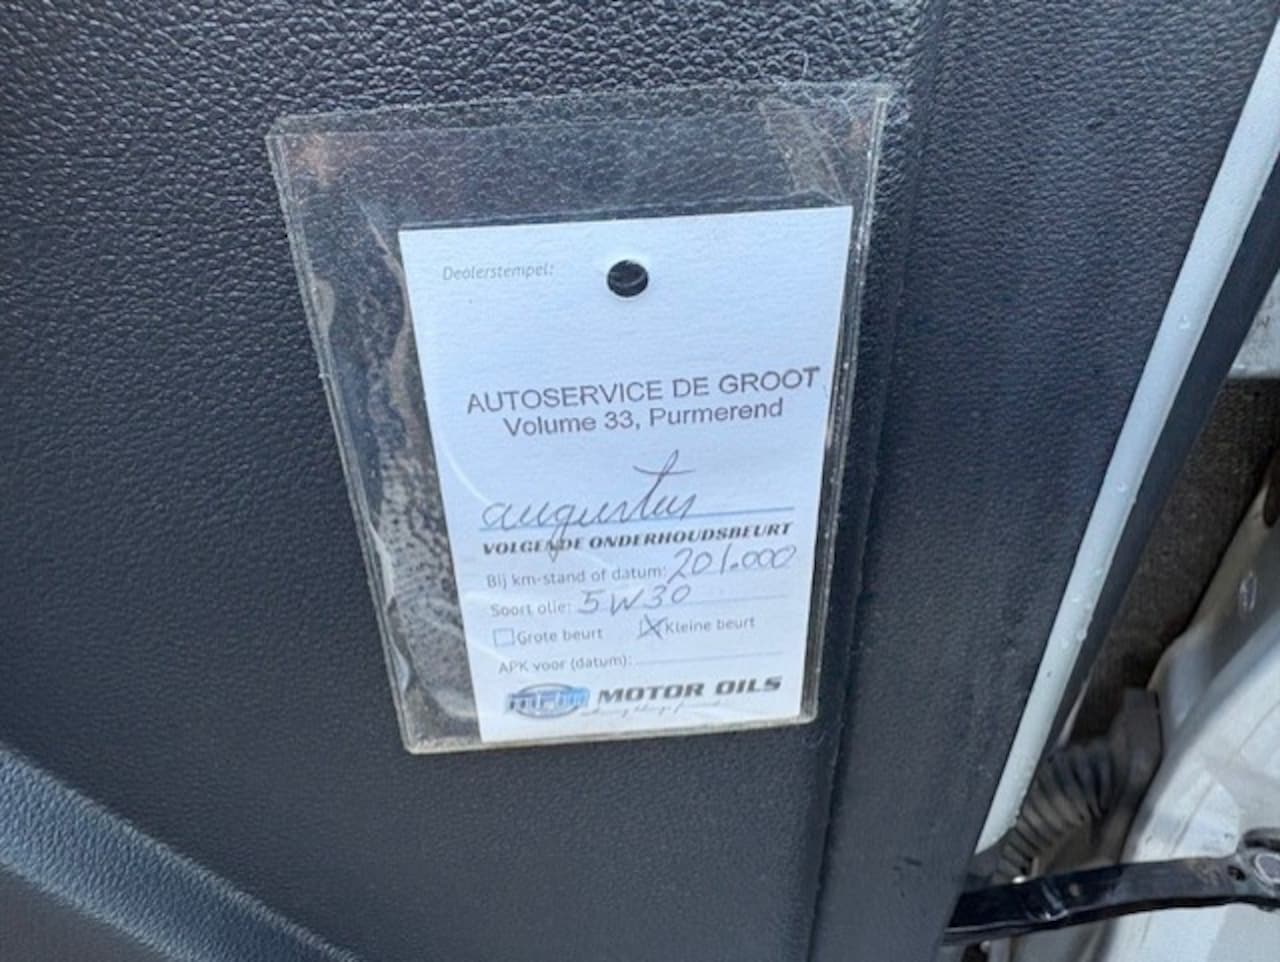 Dealerstempel:
AUTOSERVICE DE GROOT
Volume 33, Purmerend
augustus
VOLGENDE ONDERHOUDSBEURT
Bij km-stand of datum: 201.000
Soort olie: 5W30
Grote beurt Kleine beurt
APK voor (datum):
MOTOR OILS